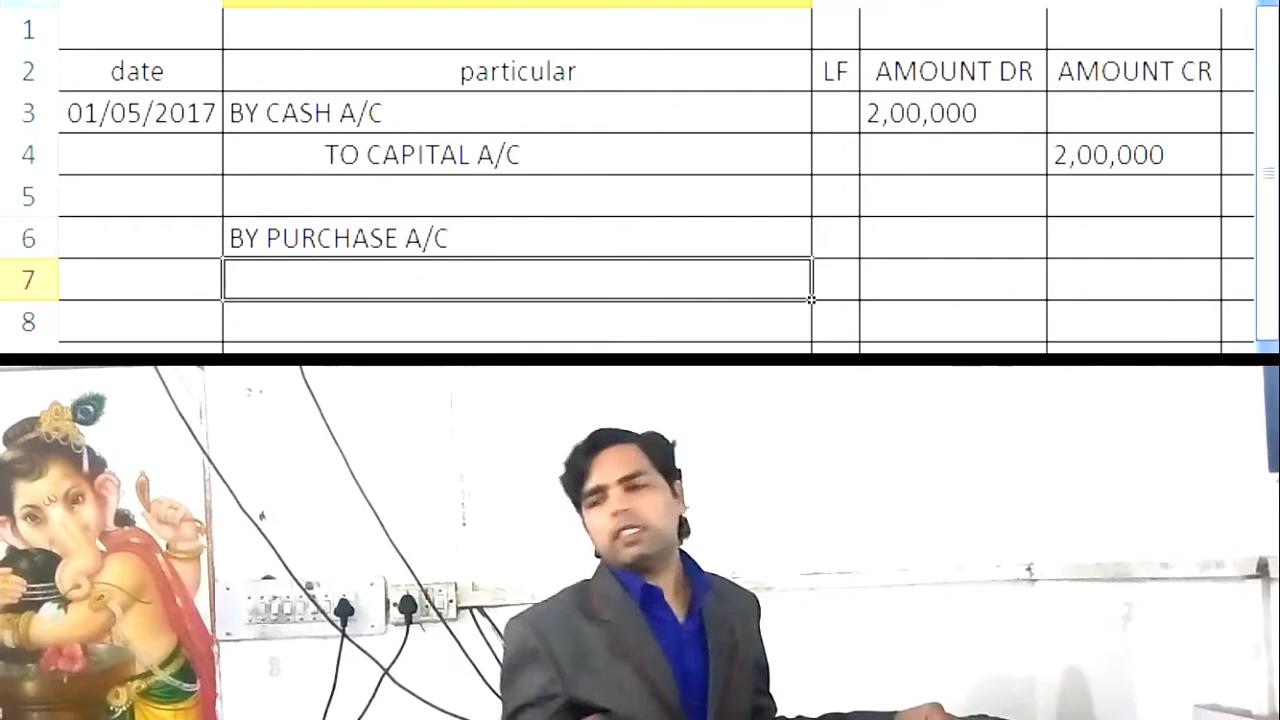 1
2 date particular LF AMOUNT DR AMOUNT CR
3 01/05/2017 BY CASH A/C 2,00,000
4 TO CAPITAL A/C 2,00,000
5
6 BY PURCHASE A/C
7
8